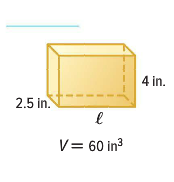 4 in.
2.5 in.
ℓ
V = 60 in³